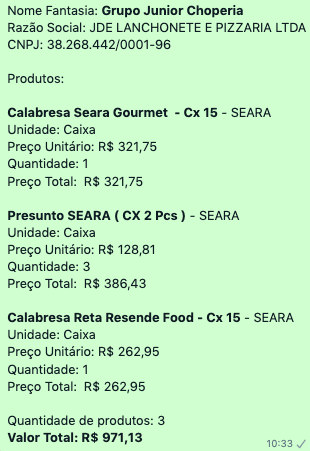 Nome Fantasia: Grupo Junior Choperia
Razão Social: JDE LANCHONETE E PIZZARIA LTDA
CNPJ: 38.268.442/0001-96
Produtos:
Calabresa Seara Gourmet - Cx 15 - SEARA
Unidade: Caixa
Preço Unitário: R$ 321,75
Quantidade: 1
Preço Total: R$ 321,75
Presunto SEARA ( CX 2 Pcs ) - SEARA
Unidade: Caixa
Preço Unitário: R$ 128,81
Quantidade: 3
Preço Total: R$ 386,43
Calabresa Reta Resende Food - Cx 15 - SEARA
Unidade: Caixa
Preço Unitário: R$ 262,95
Quantidade: 1
Preço Total: R$ 262,95
Quantidade de produtos: 3
Valor Total: R$ 971,13
10:33